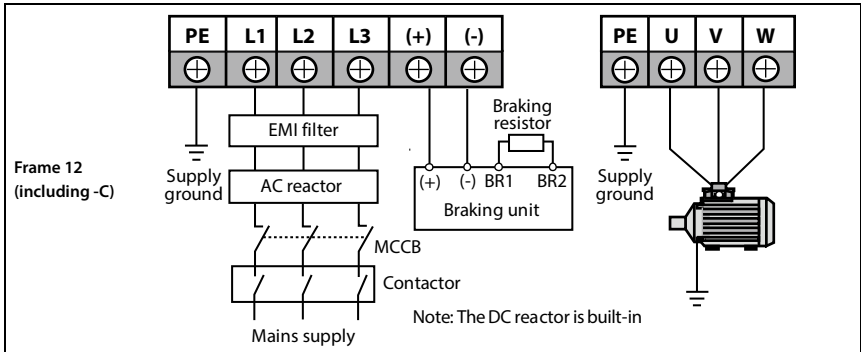 PE L1 L2 L3 (+) (-) PE U V W
Braking
resistor
EMI filter
Frame 12
(including -C)
Supply
ground
AC reactor
(+) (-) BR1 BR2
Braking unit
Supply
ground
MCCB
Contactor
Note: The DC reactor is built-in
Mains supply